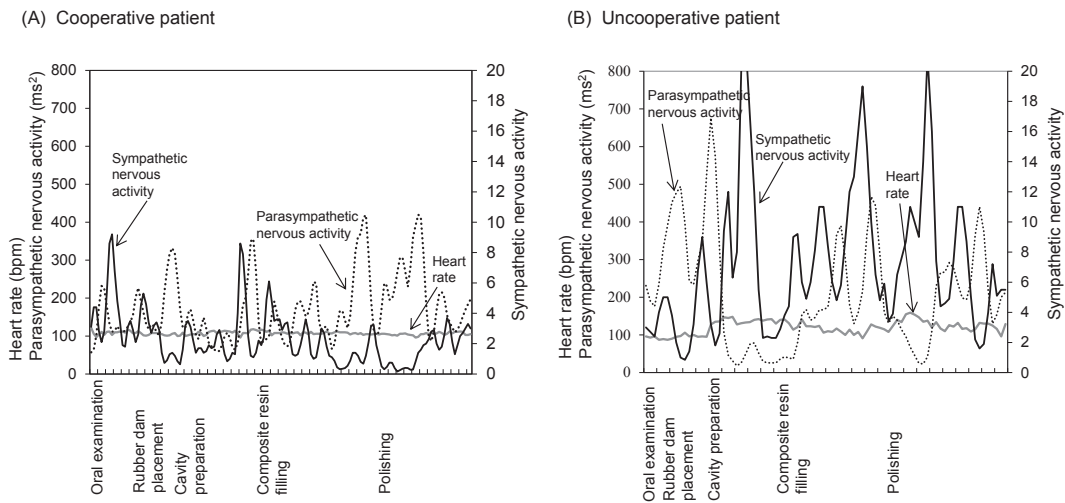 (A) Cooperative patient
Heart rate (bpm)
Parasympathetic nervous activity (ms²)
800
700
600
500
400
300
200
100
0
Sympathetic
nervous
activity
Parasympathetic
nervous activity
Heart
rate
20
18
16
14
12
10
8
6
4
2
0
Sympathetic nervous activity
Oral examination
Rubber dam
placement
Cavity
preparation
Composite resin
filling
Polishing
(B) Uncooperative patient
Heart rate (bpm)
Parasympathetic nervous activity (ms²)
800
700
600
500
400
300
200
100
0
Parasympathetic
nervous activity
Sympathetic
nervous activity
Heart
rate
20
18
16
14
12
10
8
6
4
2
0
Sympathetic nervous activity
Oral examination
Rubber dam
placement
Cavity preparation
Composite resin
filling
Polishing